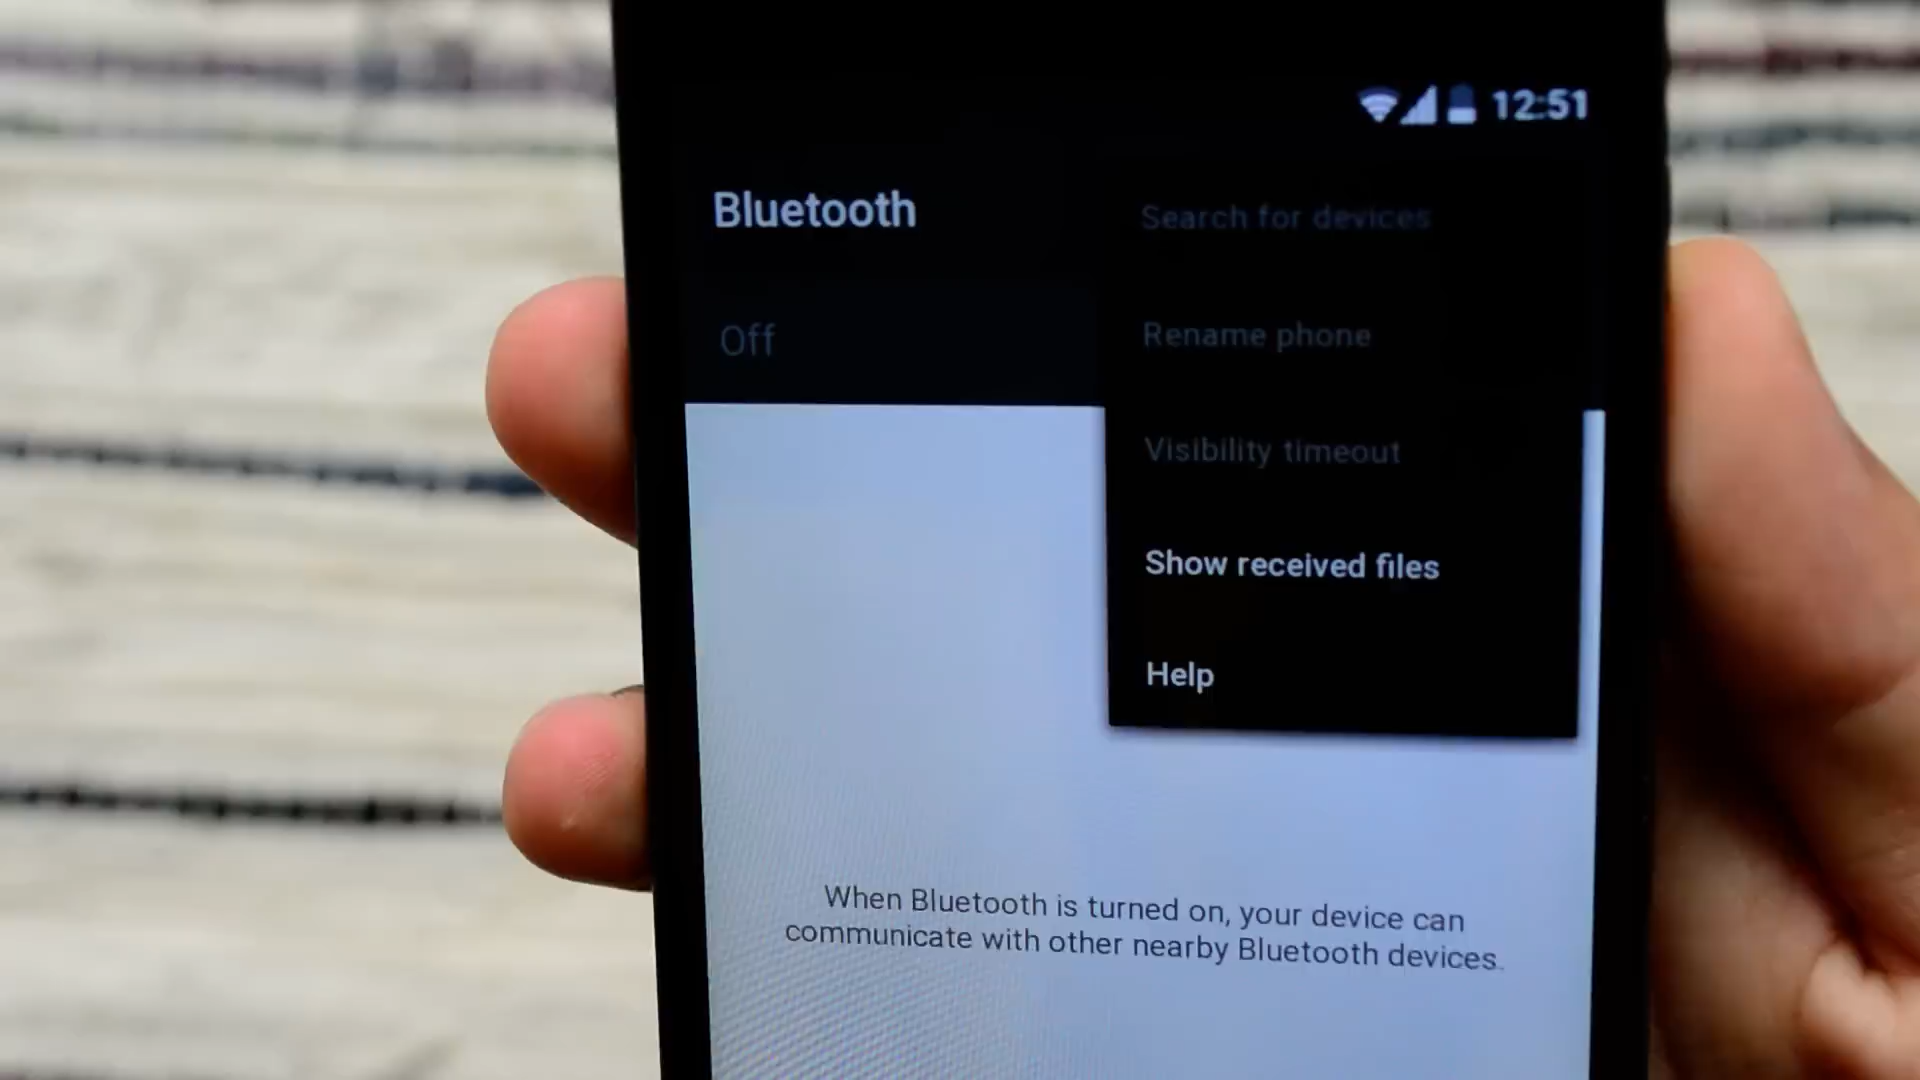 12:51
Bluetooth
Off
Search for devices
Rename phone
Visibility timeout
Show received files
Help
When Bluetooth is turned on, your device can
communicate with other nearby Bluetooth devices.